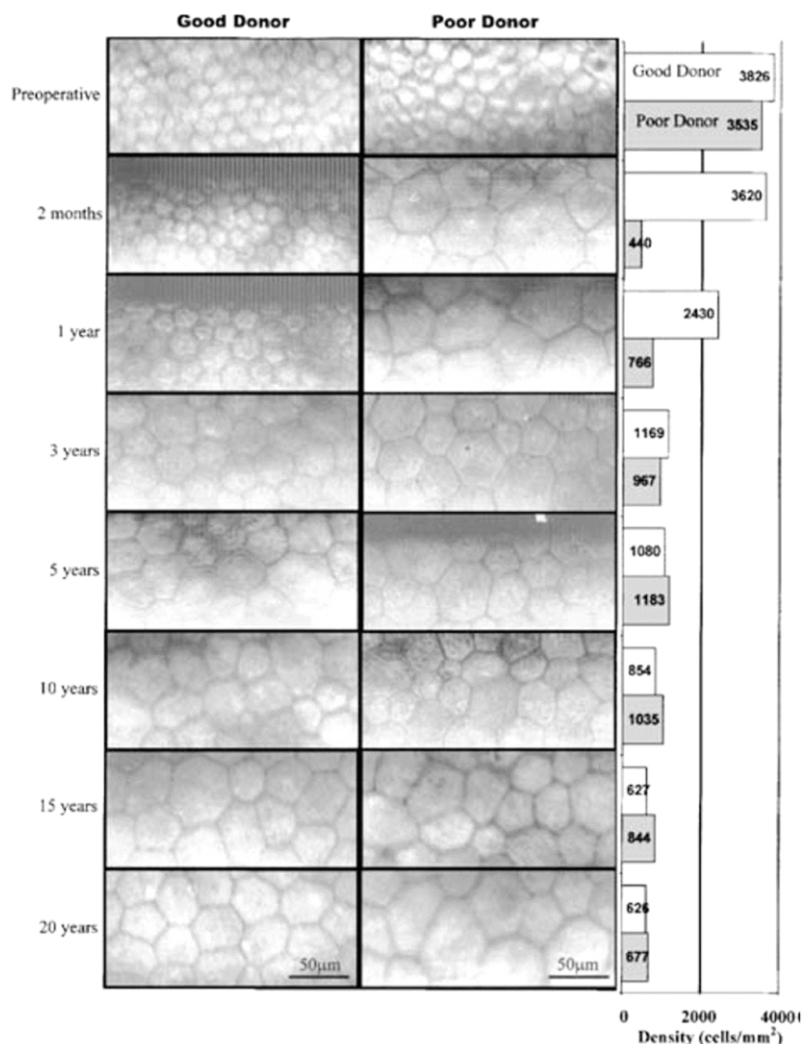 Good Donor Poor Donor
Preoperative
Good Donor 3826
Poor Donor 3535
2 months
3620
440
1 year
2430
766
3 years
1169
967
5 years
1080
1183
10 years
854
1035
15 years
627
844
20 years
626
677
50μm 50μm
0 2000 4000
Density (cells/mm²)